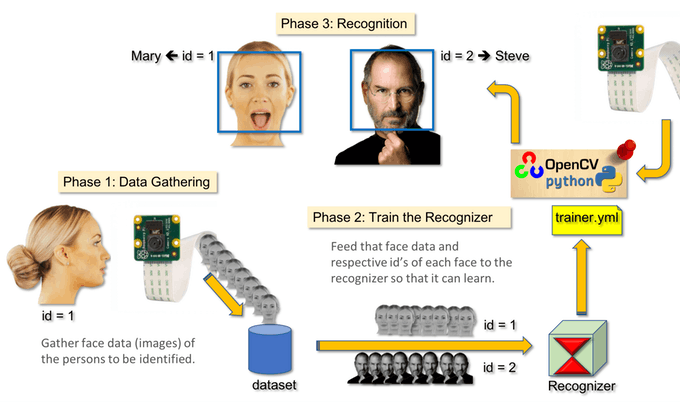 Phase 3: Recognition
Mary 🡸 id = 1
id = 2 🡺 Steve
OpenCV
python
trainer.yml
Phase 1: Data Gathering
id = 1
Gather face data (images) of
the persons to be identified.
dataset
Phase 2: Train the Recognizer
Feed that face data and
respective id's of each face to the
recognizer so that it can learn.
id = 1
id = 2
Recognizer